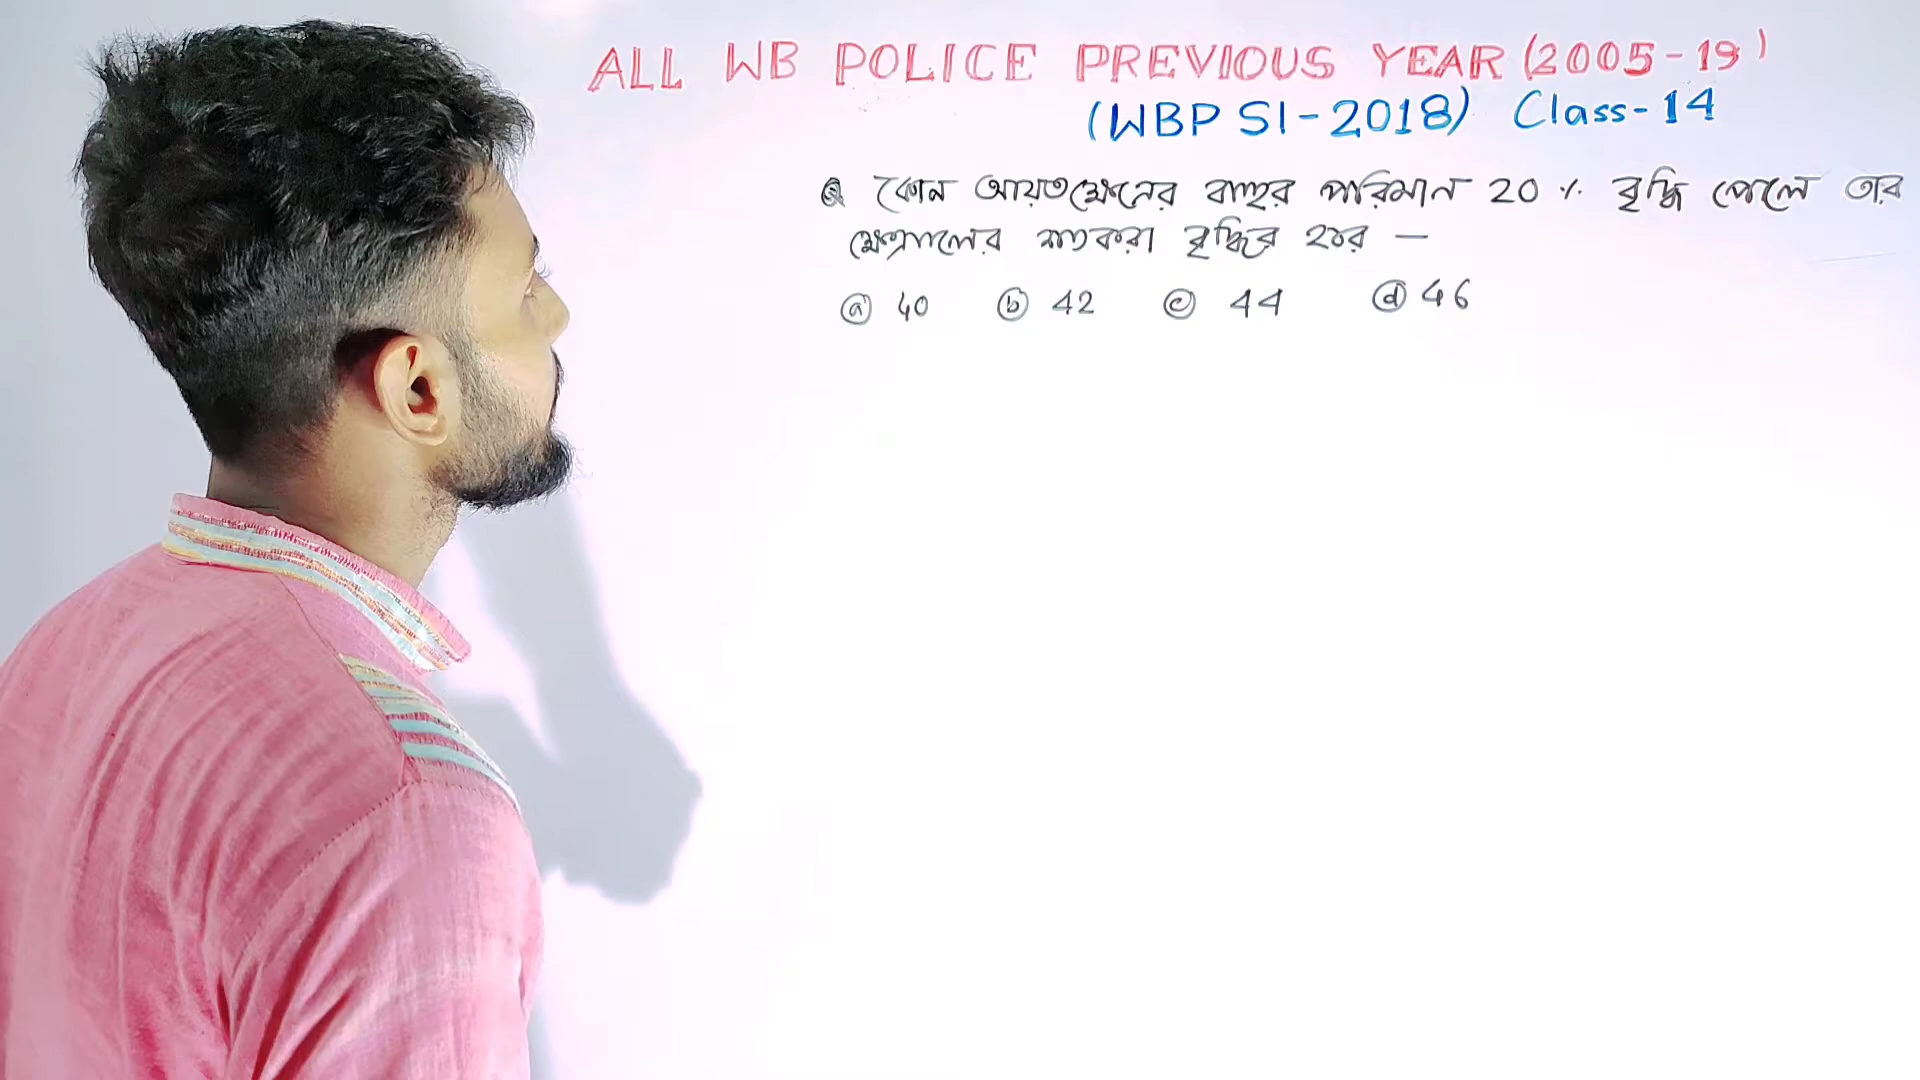 ALL WB POLICE PREVIOUS YEAR (2005-19)
(WBP SI-2018) Class-14
Q কোন আয়তক্ষেত্রের বাহুর পরিমান 20% বৃদ্ধি পেলে তার
ক্ষেত্রফলের শতকরা বৃদ্ধির হার —
ⓐ 40 ⓑ 42 ⓒ 44 ⓓ 46